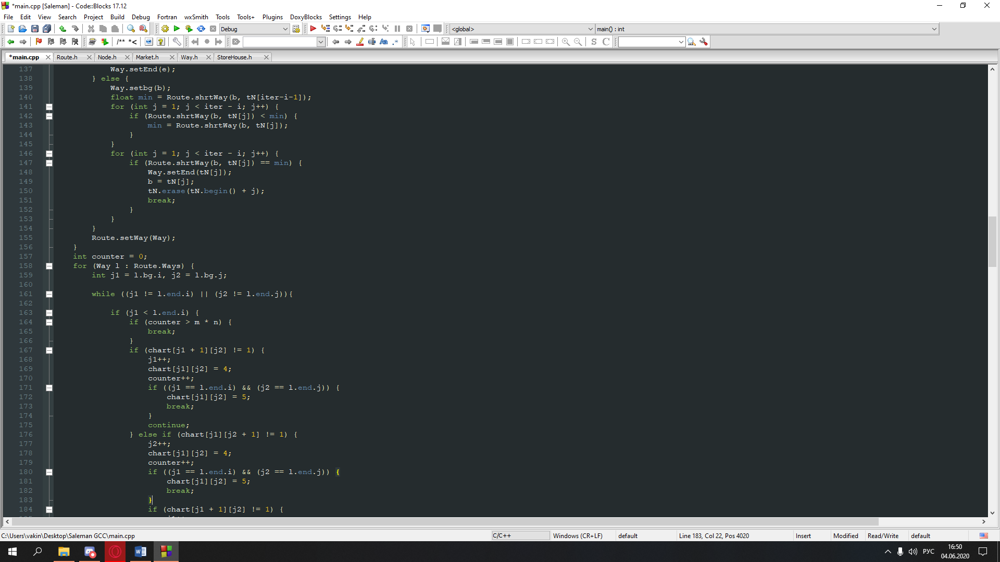 *main.cpp [Saleman] - Code::Blocks 17.12
File Edit View Search Project Build Debug Fortran wxSmith Tools Tools+ Plugins DoxyBlocks Settings Help
Debug <global> main() : int
/** *< Aa .* S C
*main.cpp Route.h Node.h Market.h Way.h StoreHouse.h
137 Way.setEnd(e);
138 } else {
139 Way.setbg(b);
140 float min = Route.shrtWay(b, tN[iter-i-1]);
141 for (int j = 1; j < iter - i; j++) {
142 if (Route.shrtWay(b, tN[j]) < min) {
143 min = Route.shrtWay(b, tN[j]);
144 }
145 }
146 for (int j = 1; j < iter - i; j++) {
147 if (Route.shrtWay(b, tN[j]) == min) {
148 Way.setEnd(tN[j]);
149 b = tN[j];
150 tN.erase(tN.begin() + j);
151 break;
152 }
153 }
154 }
155 Route.setWay(Way);
156 }
157 int counter = 0;
158 for (Way l : Route.Ways) {
159 int j1 = l.bg.i, j2 = l.bg.j;
160
161 while ((j1 != l.end.i) || (j2 != l.end.j)){
162
163 if (j1 < l.end.i) {
164 if (counter > m * n) {
165 break;
166 }
167 if (chart[j1 + 1][j2] != 1) {
168 j1++;
169 chart[j1][j2] = 4;
170 counter++;
171 if ((j1 == l.end.i) && (j2 == l.end.j)) {
172 chart[j1][j2] = 5;
173 break;
174 }
175 continue;
176 } else if (chart[j1][j2 + 1] != 1) {
177 j2++;
178 chart[j1][j2] = 4;
179 counter++;
180 if ((j1 == l.end.i) && (j2 == l.end.j)) {
181 chart[j1][j2] = 5;
182 break;
183 }
184 if (chart[j1 + 1][j2] != 1) {
C:\Users\vakin\Desktop\Saleman GCC\main.cpp C/C++ Windows (CR+LF) default Line 183, Col 22, Pos 4020 Insert Modified Read/Write default
РУС 16:50
04.06.2020